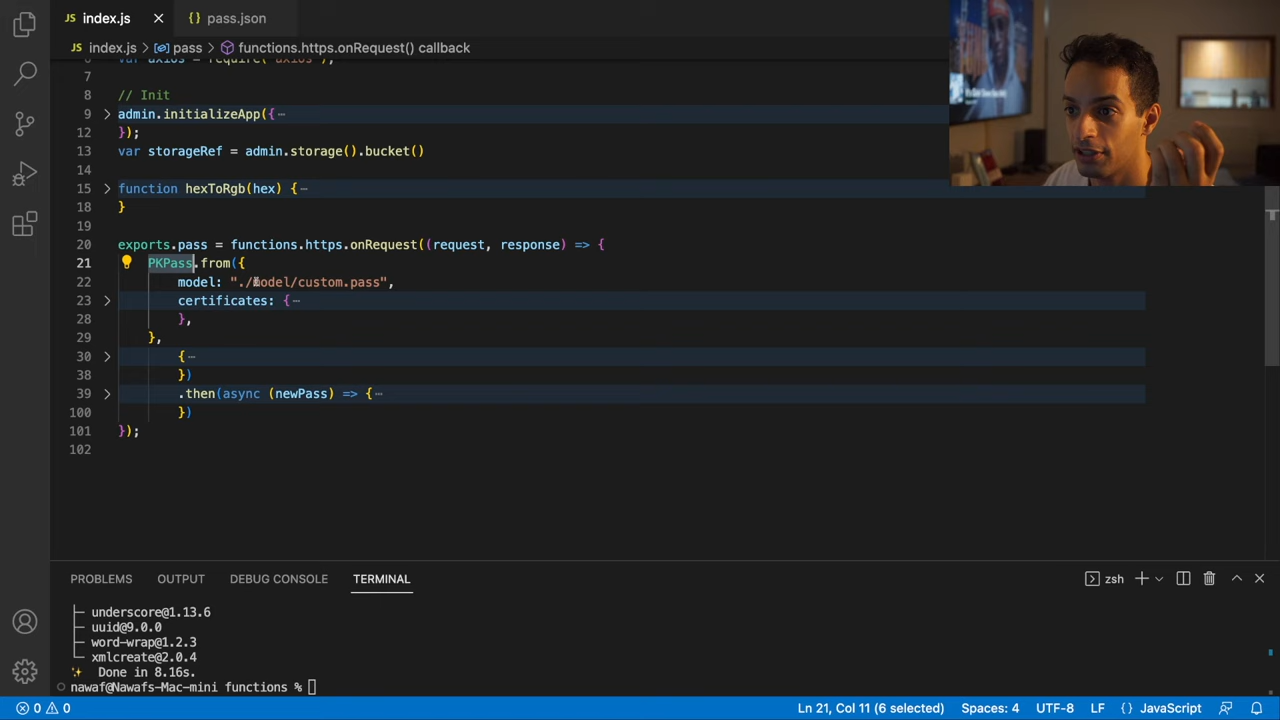 JS index.js
{ } pass.json
JS index.js > pass > functions.https.onRequest() callback
6 var axios = require('axios');
7
8 // Init
9 admin.initializeApp({
12 });
13 var storageRef = admin.storage().bucket()
14
15 function hexToRgb(hex) {
18 }
19
20 exports.pass = functions.https.onRequest((request, response) => {
21 PKPass.from({
22 model: "./model/custom.pass",
23 certificates: {
28 },
29 },
30 {
38 })
39 .then(async (newPass) => {
100 })
101 });
102
PROBLEMS OUTPUT DEBUG CONSOLE TERMINAL
zsh
├─ underscore@1.13.6
├─ uuid@9.0.0
├─ word-wrap@1.2.3
└─ xmlcreate@2.0.4
✨ Done in 8.16s.
nawaf@Nawafs-Mac-mini functions %
0 0 Ln 21, Col 11 (6 selected) Spaces: 4 UTF-8 LF { } JavaScript